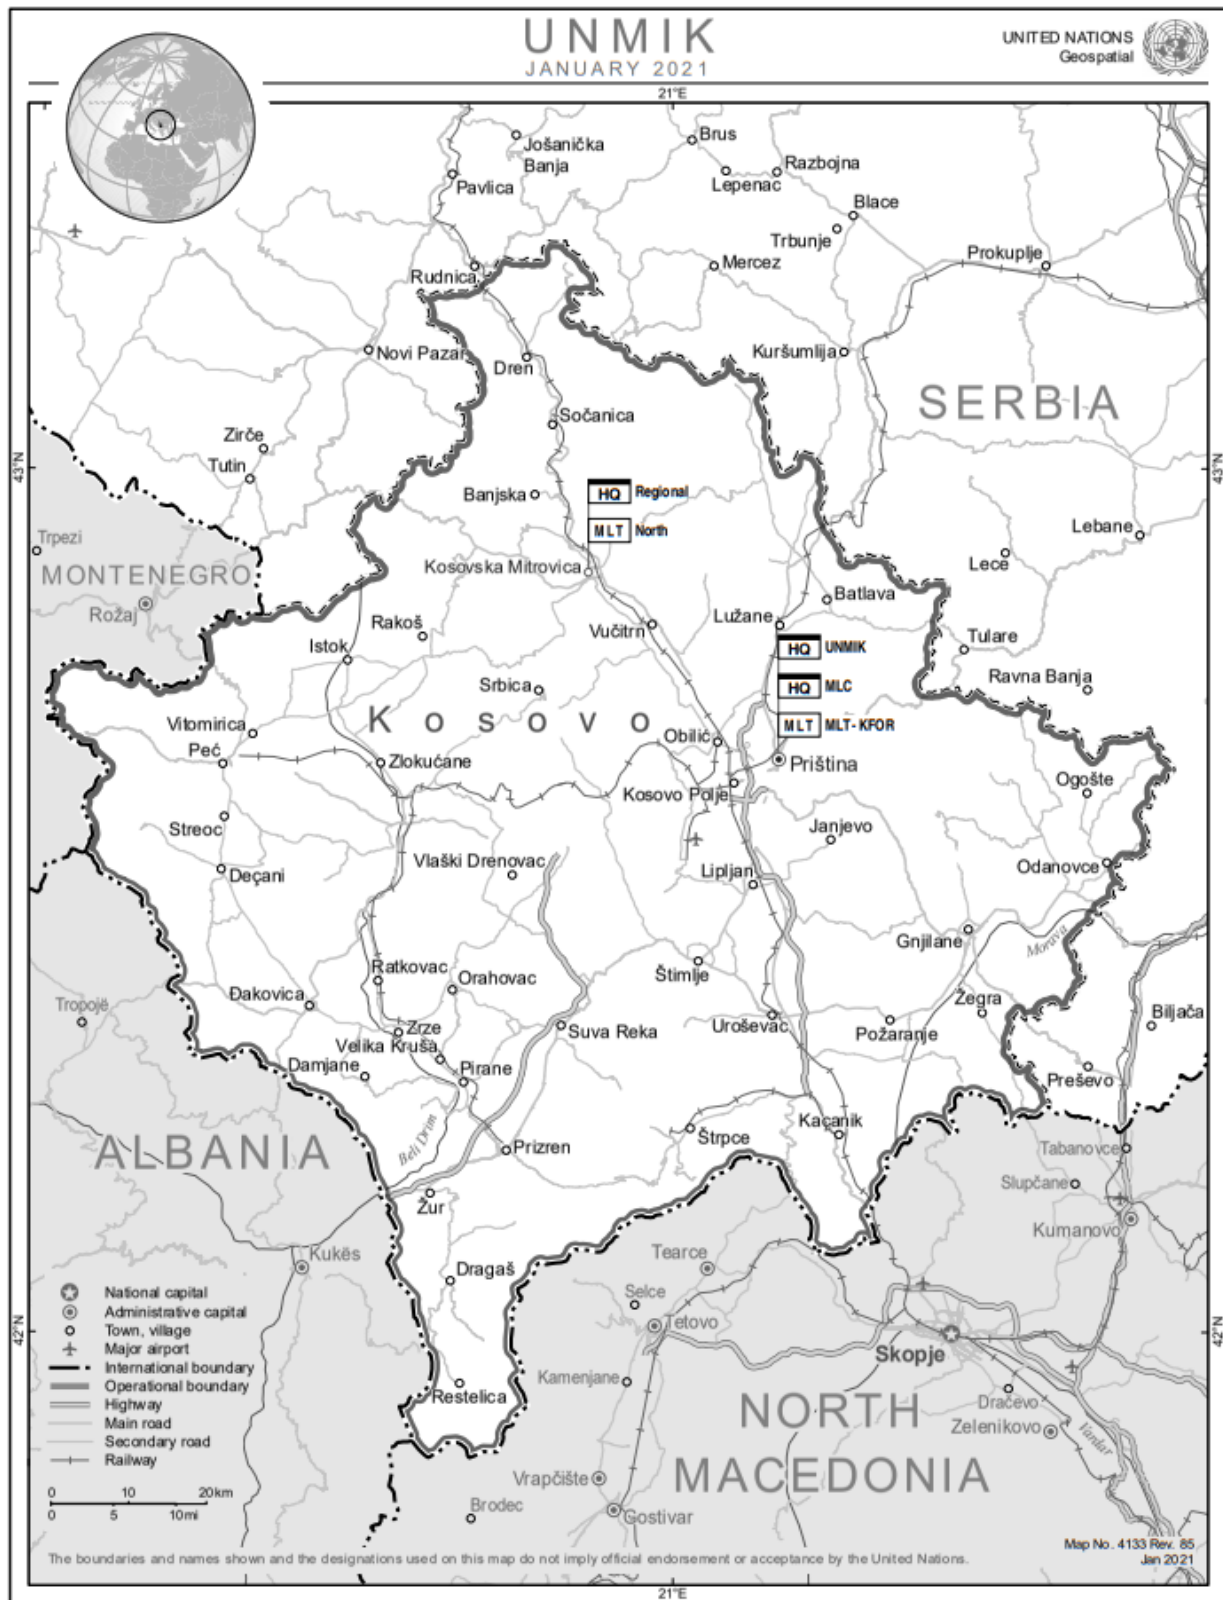 UNMIK
JANUARY 2021
UNITED NATIONS
Geospatial
21°E
Jošanička
Banja
Brus
Razbojna
Lepenac
Pavlica
Blace
Trbunje
Prokuplje
Mercez
Rudnica
Novi Pazar
Dren
Kuršumlija
SERBIA
Sočanica
Zirče
Tutin
43°N
43°N
Banjska
HQ Regional
MLT North
Lebane
Lece
Trpezi
MONTENEGRO
Rožaj
Kosovska Mitrovica
Batlava
Lužane
Rakoš
Vučitrn
Istok
Tulare
HQ UNMIK
Ravna Banja
Srbica
HQ MLC
Kosovo
MLT MLT-KFOR
Vitomirica
Obilić
Peć
Zlokućane
Priština
Ogošte
Kosovo Polje
Streoc
Janjevo
Vlaški Drenovac
Lipljan
Odanovce
Deçani
Gnjilane
Morava
Štimlje
Ratkovac
Orahovac
Đakovica
Žegra
Tropojë
Biljača
Zrze
Suva Reka
Uroševac
Požaranje
Velika Kruša
Damjane
Pirane
Preševo
Beli Drim
Kaçanik
Štrpce
ALBANIA
Prizren
Tabanovce
Slupčane
Žur
Kumanovo
Kukës
Tearce
Dragaš
Selce
Tetovo
42°N
42°N
Skopje
Kamenjane
Restelica
Dračevo
NORTH
MACEDONIA
Zelenikovo
Vardar
Vrapčište
Brodec
Gostivar
National capital
Administrative capital
Town, village
Major airport
International boundary
Operational boundary
Highway
Main road
Secondary road
Railway
0 10 20km
0 5 10mi
The boundaries and names shown and the designations used on this map do not imply official endorsement or acceptance by the United Nations.
Map No. 4133 Rev. 85
Jan 2021
21°E